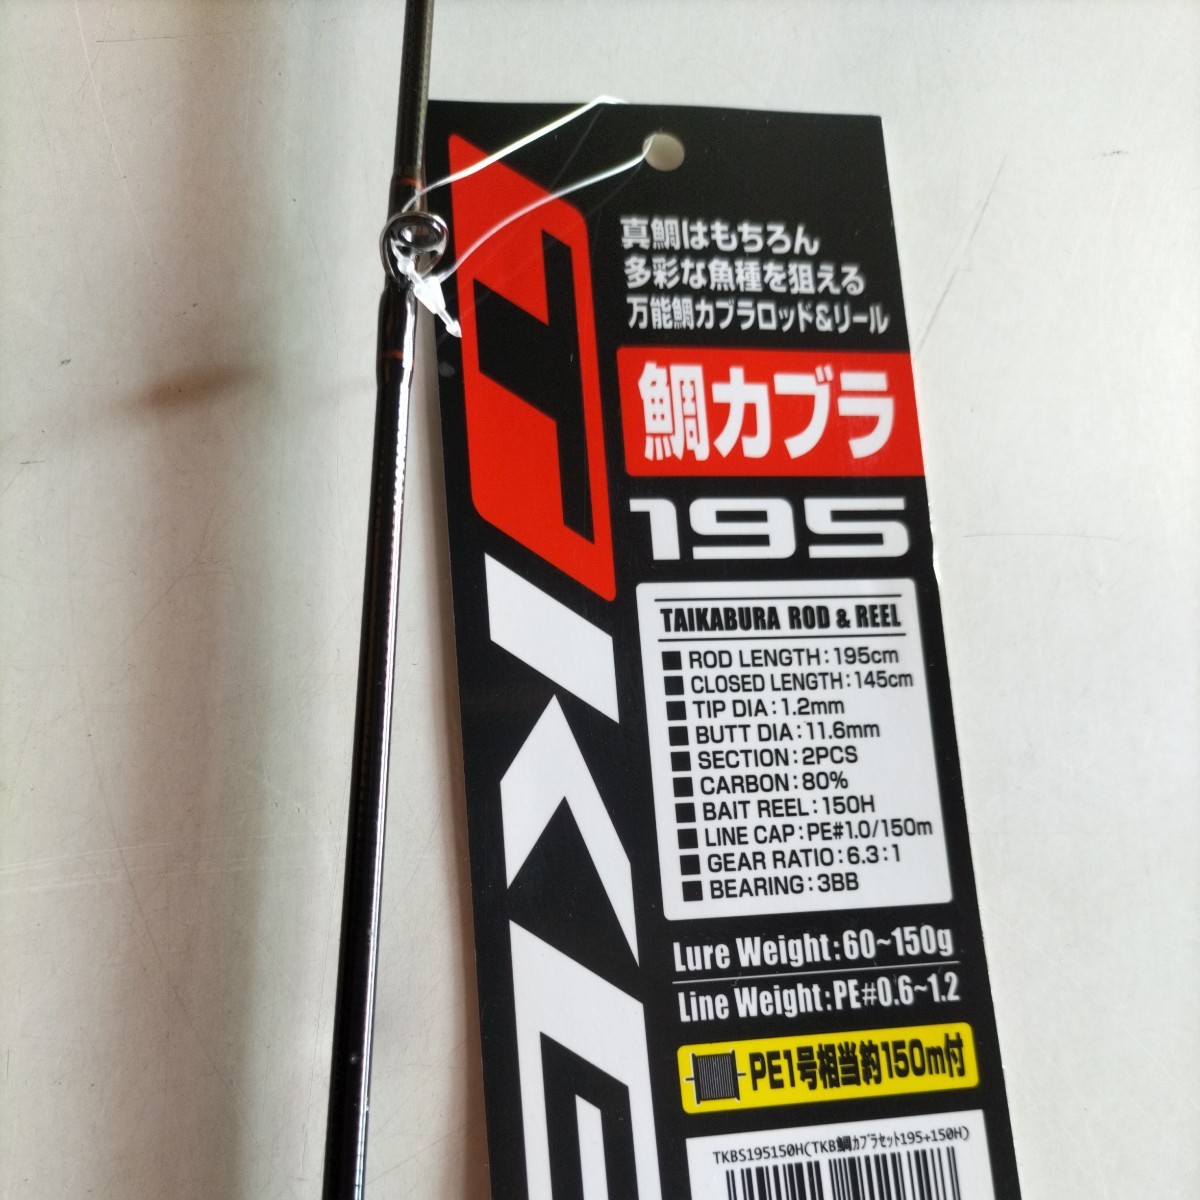 真鯛はもちろん
多彩な魚種を狙える
万能鯛カブラロッド&リール
鯛カブラ
195
TAIKABURA ROD & REEL
■ ROD LENGTH:195cm
■ CLOSED LENGTH:145cm
■ TIP DIA:1.2mm
■ BUTT DIA:11.6mm
■ SECTION:2PCS
■ CARBON:80%
■ BAIT REEL:150H
■ LINE CAP:PE#1.0/150m
■ GEAR RATIO:6.3:1
■ BEARING:3BB
Lure Weight:60~150g
Line Weight:PE#0.6~1.2
PE1号相当約150m付
TKBS195150H(TKB鯛ｶﾌﾞﾗｾｯﾄ195+150H)